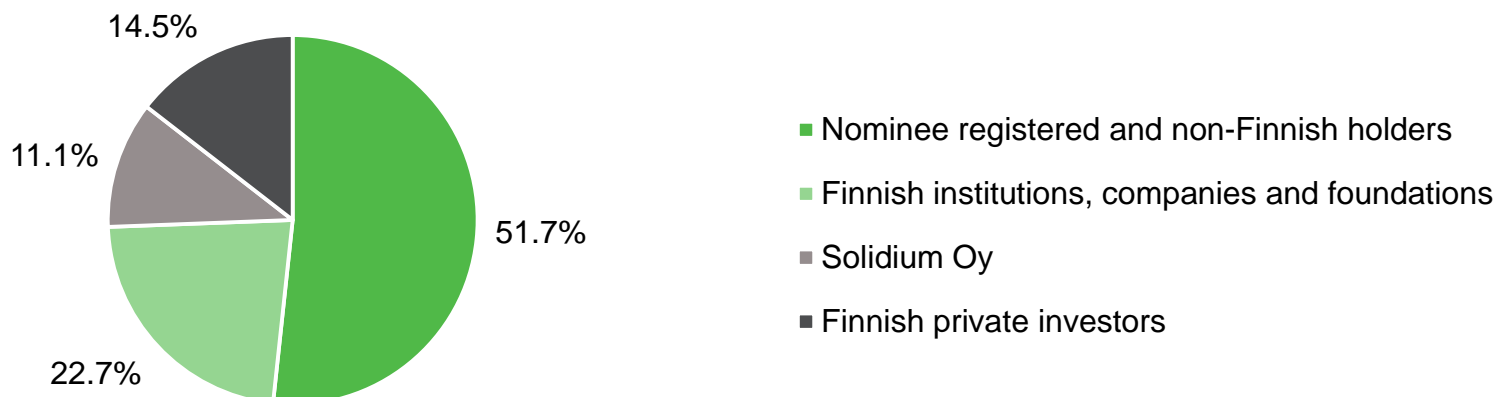 14.5%
11.1%
51.7%
22.7%
Nominee registered and non-Finnish holders
Finnish institutions, companies and foundations
Solidium Oy
Finnish private investors